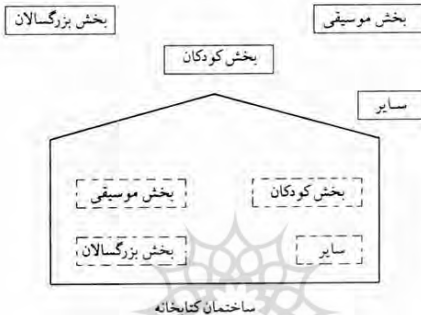 بخش موسیقی
بخش بزرگسالان
بخش کودکان
سایر
بخش کودکان
بخش موسیقی
سایر
بخش بزرگسالان
ساختمان کتابخانه